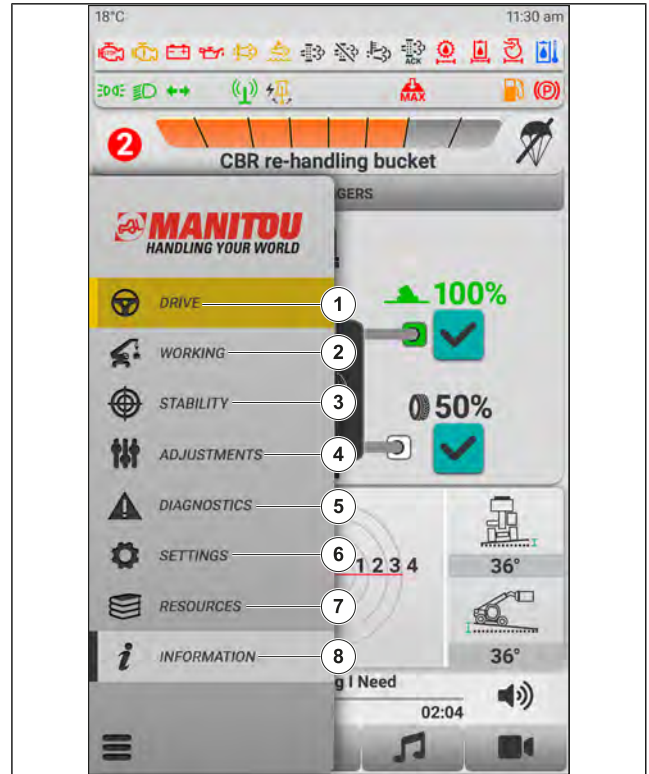 18°C 11:30 am
STOP
ACK
MAX
(P)
2
CBR re-handling bucket
GERS
MANITOU
HANDLING YOUR WORLD
DRIVE 1
100%
WORKING 2
STABILITY 3
50%
ADJUSTMENTS 4
DIAGNOSTICS 5
SETTINGS 6
1 2 3 4
36°
RESOURCES 7
INFORMATION 8
36°
g I Need
02:04